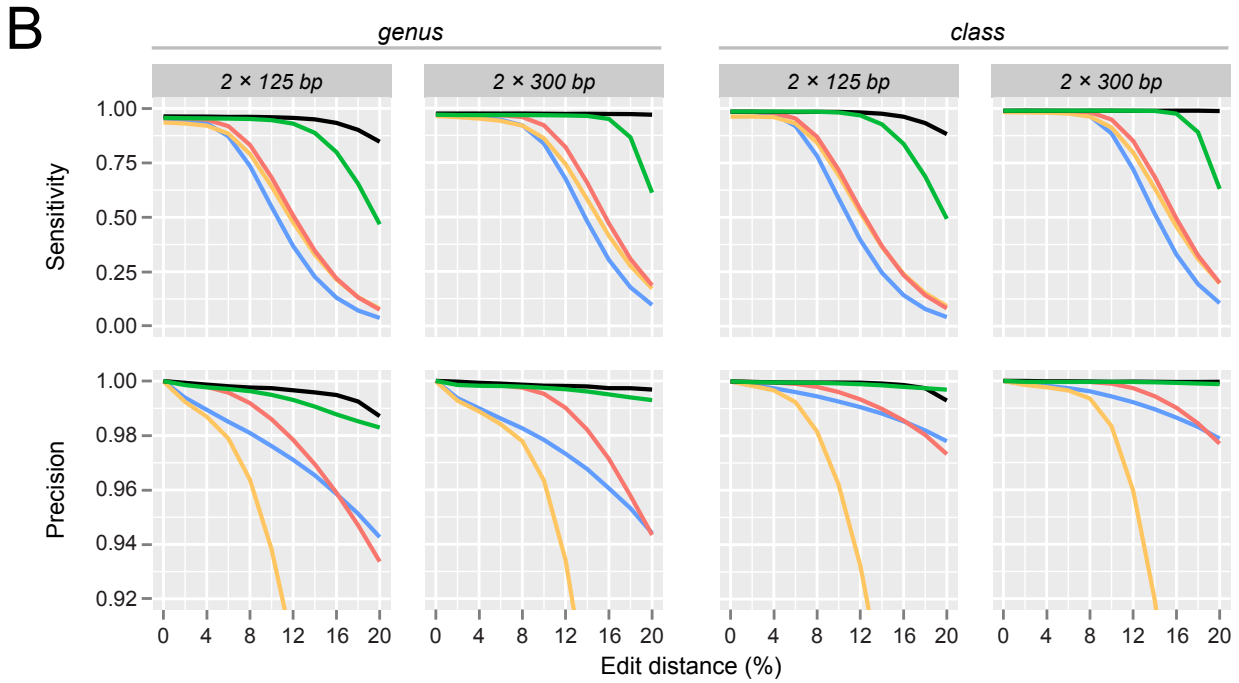 B
genus class
2 × 125 bp 2 × 300 bp 2 × 125 bp 2 × 300 bp
Sensitivity
1.00
0.75
0.50
0.25
0.00
Precision
1.00
0.98
0.96
0.94
0.92
0 4 8 12 16 20 0 4 8 12 16 20 0 4 8 12 16 20 0 4 8 12 16 20
Edit distance (%)